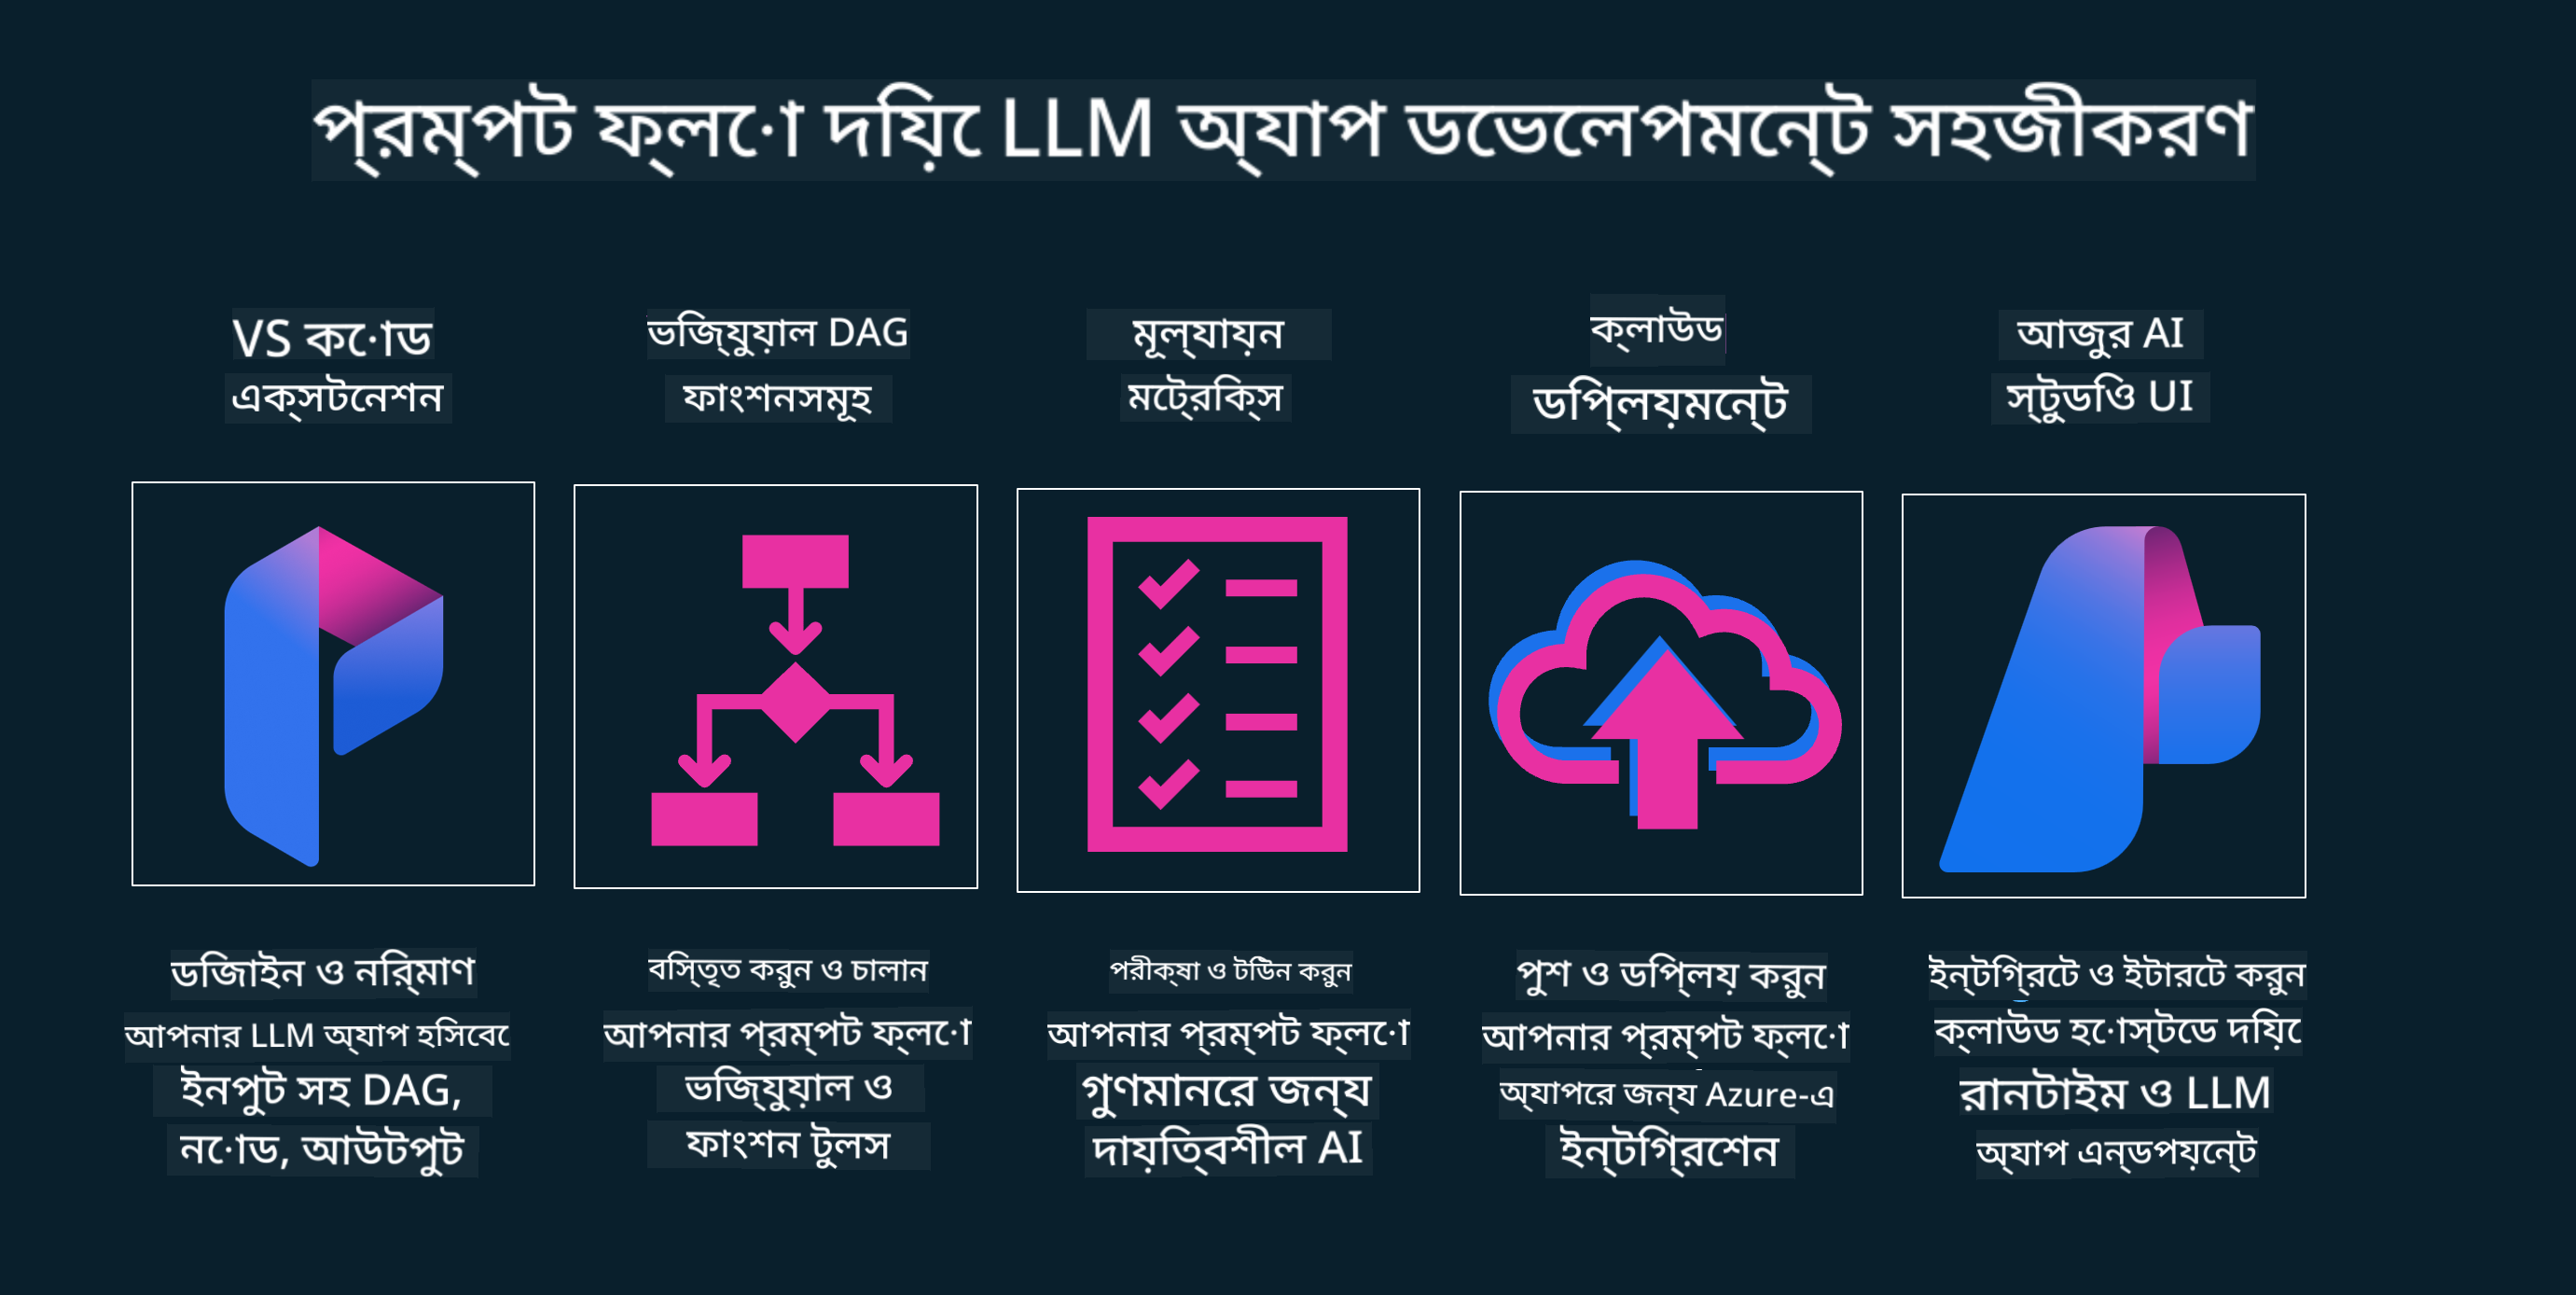 প্রম্পট ফ্লো দিয়ে LLM অ্যাপ ডেভেলেপমেন্ট সহজীকরণ
VS কোড
এক্সটেনশন
ভিজ্যুয়াল DAG
ফাংশনসমূহ
মূল্যায়ন
মেট্রিক্স
ক্লাউড
ডিপ্লয়মেন্ট
আজুর AI
স্টুডিও UI
ডিজাইন ও নির্মাণ
আপনার LLM অ্যাপ হিসেবে
ইনপুট সহ DAG,
নোড, আউটপুট
বিস্তৃত করুন ও চালান
আপনার প্রম্পট ফ্লো
ভিজ্যুয়াল ও
ফাংশন টুলস
পরীক্ষা ও টিউন করুন
আপনার প্রম্পট ফ্লো
গুণমানের জন্য
দায়িত্বশীল AI
পুশ ও ডিপ্লয় করুন
আপনার প্রম্পট ফ্লো
অ্যাপের জন্য Azure-এ
ইন্টিগ্রেশন
ইন্টিগ্রেট ও ইটারেট করুন
ক্লাউড হোস্টেড দিয়ে
রানটাইম ও LLM
অ্যাপ এন্ডপয়েন্ট